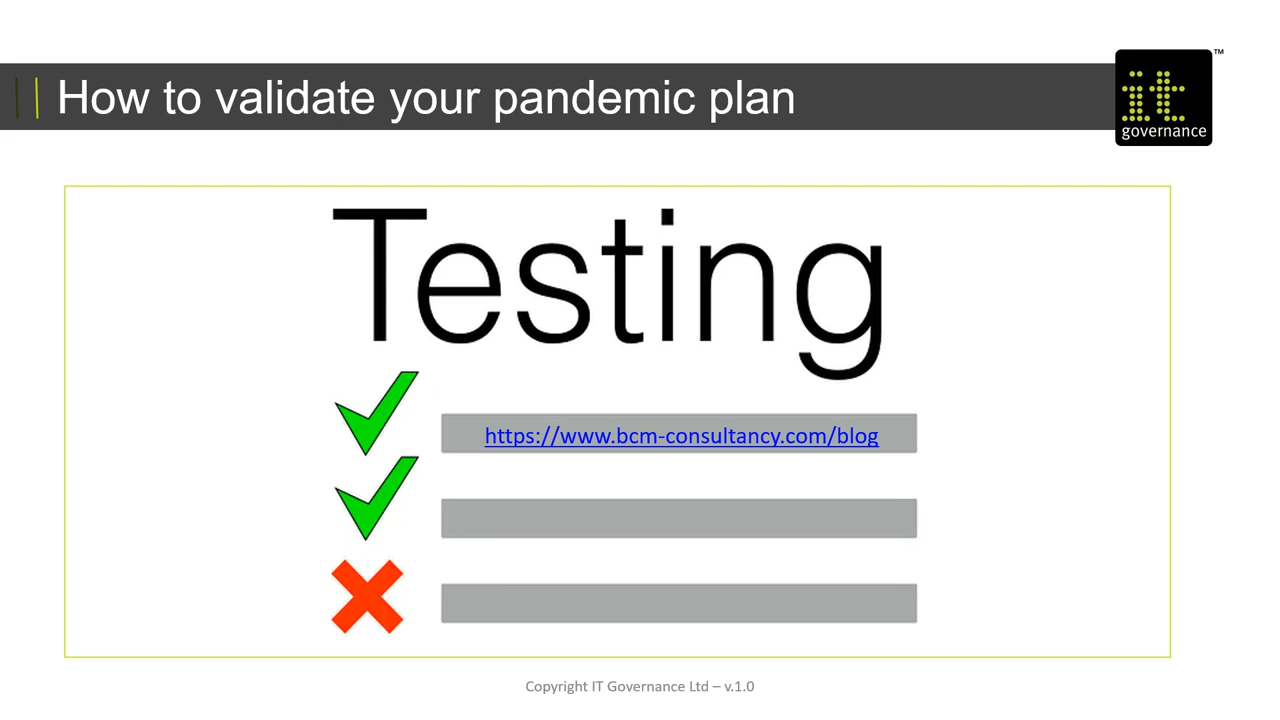 How to validate your pandemic plan
™
it
governance
Testing
https://www.bcm-consultancy.com/blog
Copyright IT Governance Ltd – v.1.0